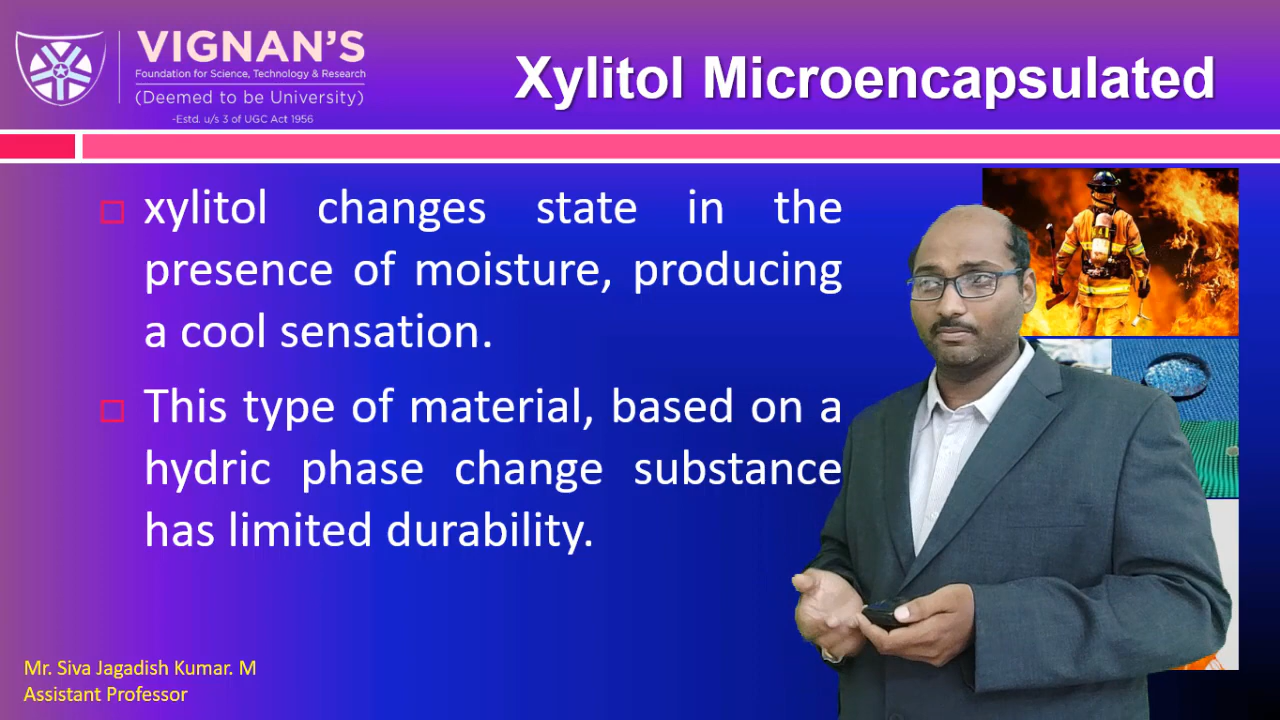 VIGNAN'S
Foundation for Science, Technology & Research
(Deemed to be University)
-Estd. u/s 3 of UGC Act 1956
Xylitol Microencapsulated
xylitol changes state in the
presence of moisture, producing
a cool sensation.
This type of material, based on a
hydric phase change substance
has limited durability.
Mr. Siva Jagadish Kumar. M
Assistant Professor